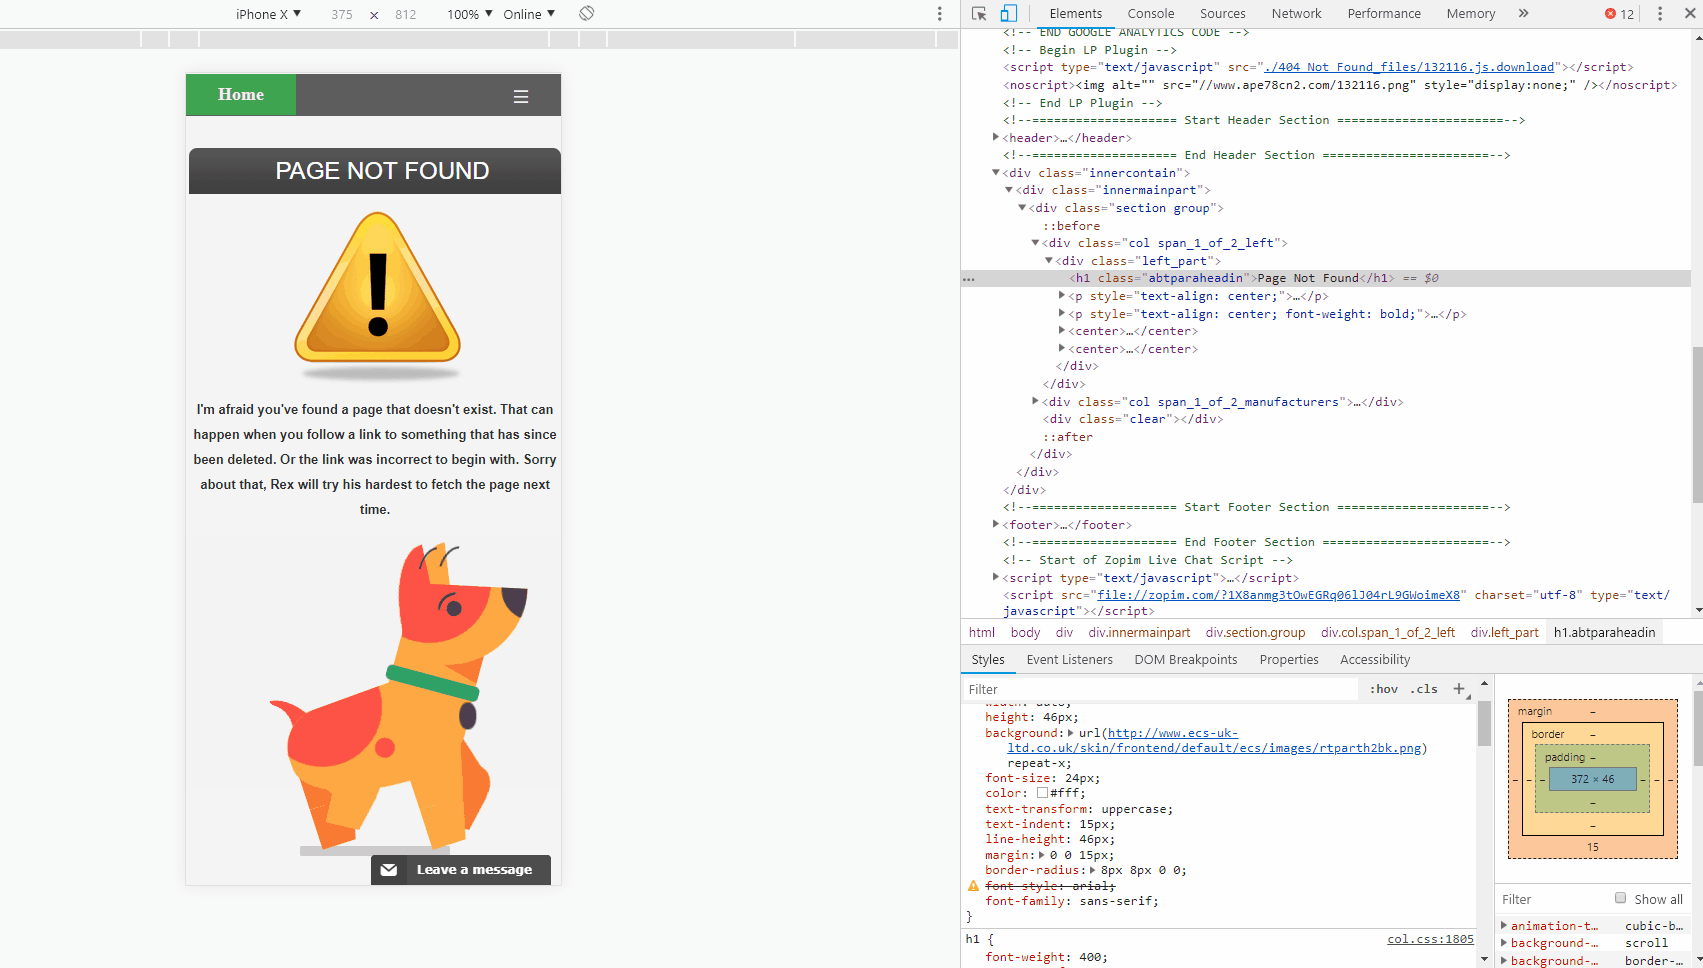 iPhone X ▼ 375 × 812 100% ▼ Online ▼
Home
PAGE NOT FOUND
I'm afraid you've found a page that doesn't exist. That can
happen when you follow a link to something that has since
been deleted. Or the link was incorrect to begin with. Sorry
about that, Rex will try his hardest to fetch the page next
time.
Leave a message
Elements Console Sources Network Performance Memory » 12
<!-- END GOOGLE ANALYTICS CODE -->
<!-- Begin LP Plugin -->
<script type="text/javascript" src="./404 Not Found_files/132116.js.download"></script>
<noscript><img alt="" src="//www.ape78cn2.com/132116.png" style="display:none;" /></noscript>
<!-- End LP Plugin -->
<!--===================== Start Header Section ========================-->
<header>…</header>
<!--===================== End Header Section ========================-->
<div class="innercontain">
<div class="innermainpart">
<div class="section group">
::before
<div class="col span_1_of_2_left">
<div class="left_part">
… <h1 class="abtparaheadin">Page Not Found</h1> == $0
<p style="text-align: center;">…</p>
<p style="text-align: center; font-weight: bold;">…</p>
<center>…</center>
<center>…</center>
</div>
</div>
<div class="col span_1_of_2_manufacturers">…</div>
<div class="clear"></div>
::after
</div>
</div>
</div>
<!--===================== Start Footer Section ======================-->
<footer>…</footer>
<!--===================== End Footer Section ========================-->
<!-- Start of Zopim Live Chat Script -->
<script type="text/javascript">…</script>
<script src="file://zopim.com/?1X8anmg3tOwEGRq06lJ04rL9GWoimeX8" charset="utf-8" type="text/
javascript"></script>
html body div div.innermainpart div.section.group div.col.span_1_of_2_left div.left_part h1.abtparaheadin
Styles Event Listeners DOM Breakpoints Properties Accessibility
Filter :hov .cls +
width: auto;
height: 46px;
background: url(http://www.ecs-uk-
ltd.co.uk/skin/frontend/default/ecs/images/rtparth2bk.png)
repeat-x;
font-size: 24px;
color: #fff;
text-transform: uppercase;
text-indent: 15px;
line-height: 46px;
margin: 0 0 15px;
border-radius: 8px 8px 0 0;
font-style: arial;
font-family: sans-serif;
}
h1 { col.css:1805
font-weight: 400;
margin –
border –
padding –
– – – 372 × 46 – – –
–
–
15
Filter Show all
animation-t… cubic-b…
background-… scroll
background-… border-…